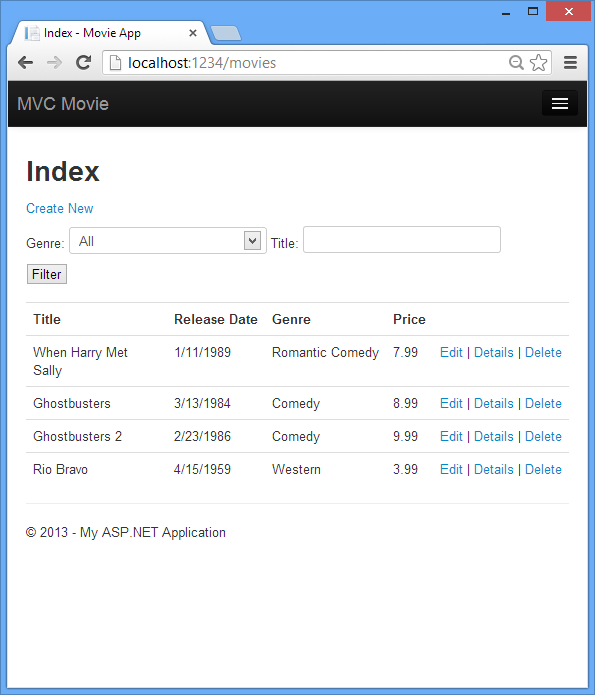 Index - Movie App
localhost:1234/movies
MVC Movie
Index
Create New
Genre: All Title:
Filter
Title Release Date Genre Price
When Harry Met Sally 1/11/1989 Romantic Comedy 7.99 Edit | Details | Delete
Ghostbusters 3/13/1984 Comedy 8.99 Edit | Details | Delete
Ghostbusters 2 2/23/1986 Comedy 9.99 Edit | Details | Delete
Rio Bravo 4/15/1959 Western 3.99 Edit | Details | Delete
© 2013 - My ASP.NET Application